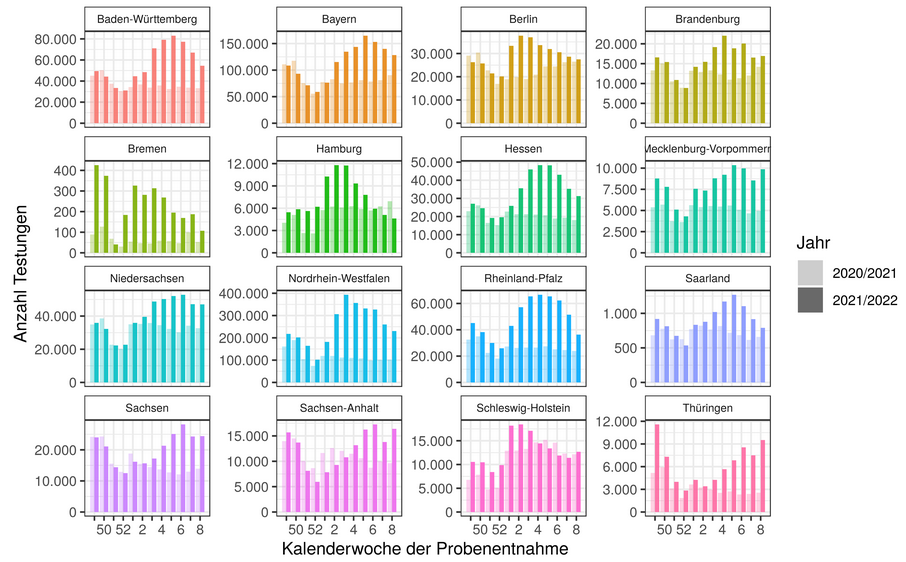 Baden-Württemberg Bayern Berlin Brandenburg
80.000 60.000 40.000 20.000 0
150.000 100.000 50.000 0
30.000 20.000 10.000 0
20.000 15.000 10.000 5.000 0
Bremen Hamburg Hessen Mecklenburg-Vorpommern
400 300 200 100 0
12.000 9.000 6.000 3.000 0
50.000 40.000 30.000 20.000 10.000 0
10.000 7.500 5.000 2.500 0
Niedersachsen Nordrhein-Westfalen Rheinland-Pfalz Saarland
40.000 20.000 0
400.000 300.000 200.000 100.000 0
60.000 40.000 20.000 0
1.000 500 0
Sachsen Sachsen-Anhalt Schleswig-Holstein Thüringen
20.000 10.000 0
15.000 10.000 5.000 0
15.000 10.000 5.000 0
12.000 9.000 6.000 3.000 0
50 52 2 4 6 8 50 52 2 4 6 8 50 52 2 4 6 8 50 52 2 4 6 8
Kalenderwoche der Probenentnahme
Anzahl Testungen
Jahr
2020/2021
2021/2022